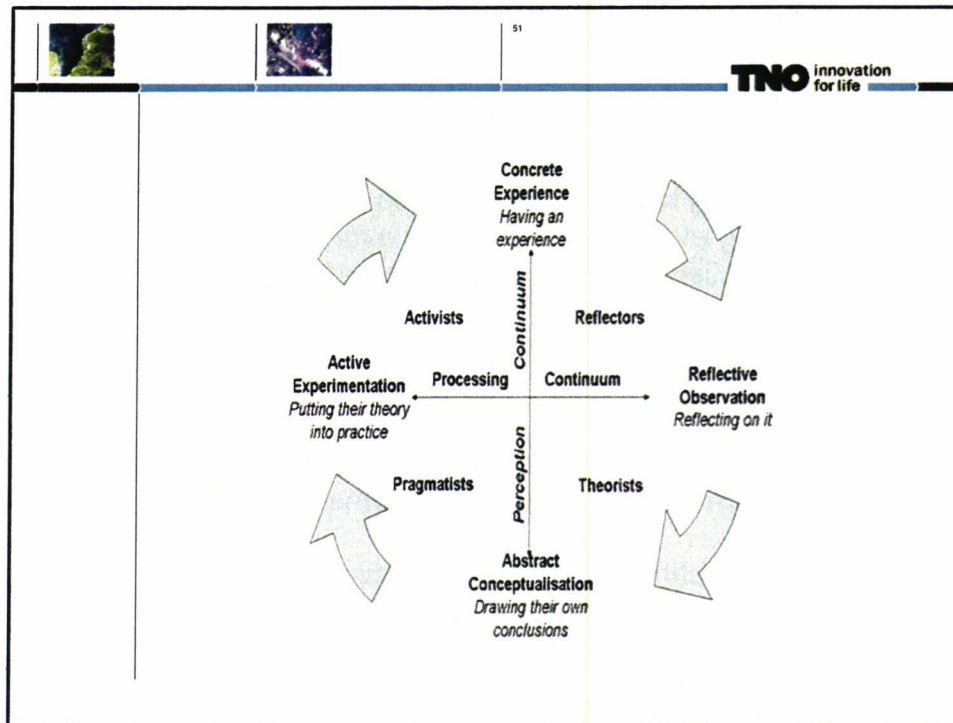 51
TNO innovation
for life
Concrete
Experience
Having an
experience
Activists
Reflectors
Continuum
Active
Experimentation
Putting their theory
into practice
Processing
Continuum
Reflective
Observation
Reflecting on it
Perception
Pragmatists
Theorists
Abstract
Conceptualisation
Drawing their own
conclusions